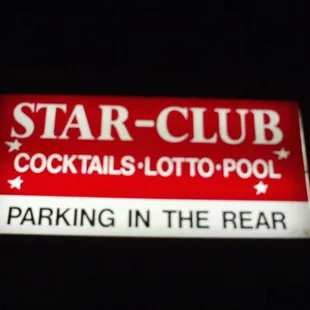 STAR-CLUB
COCKTAILS·LOTTO·POOL
PARKING IN THE REAR